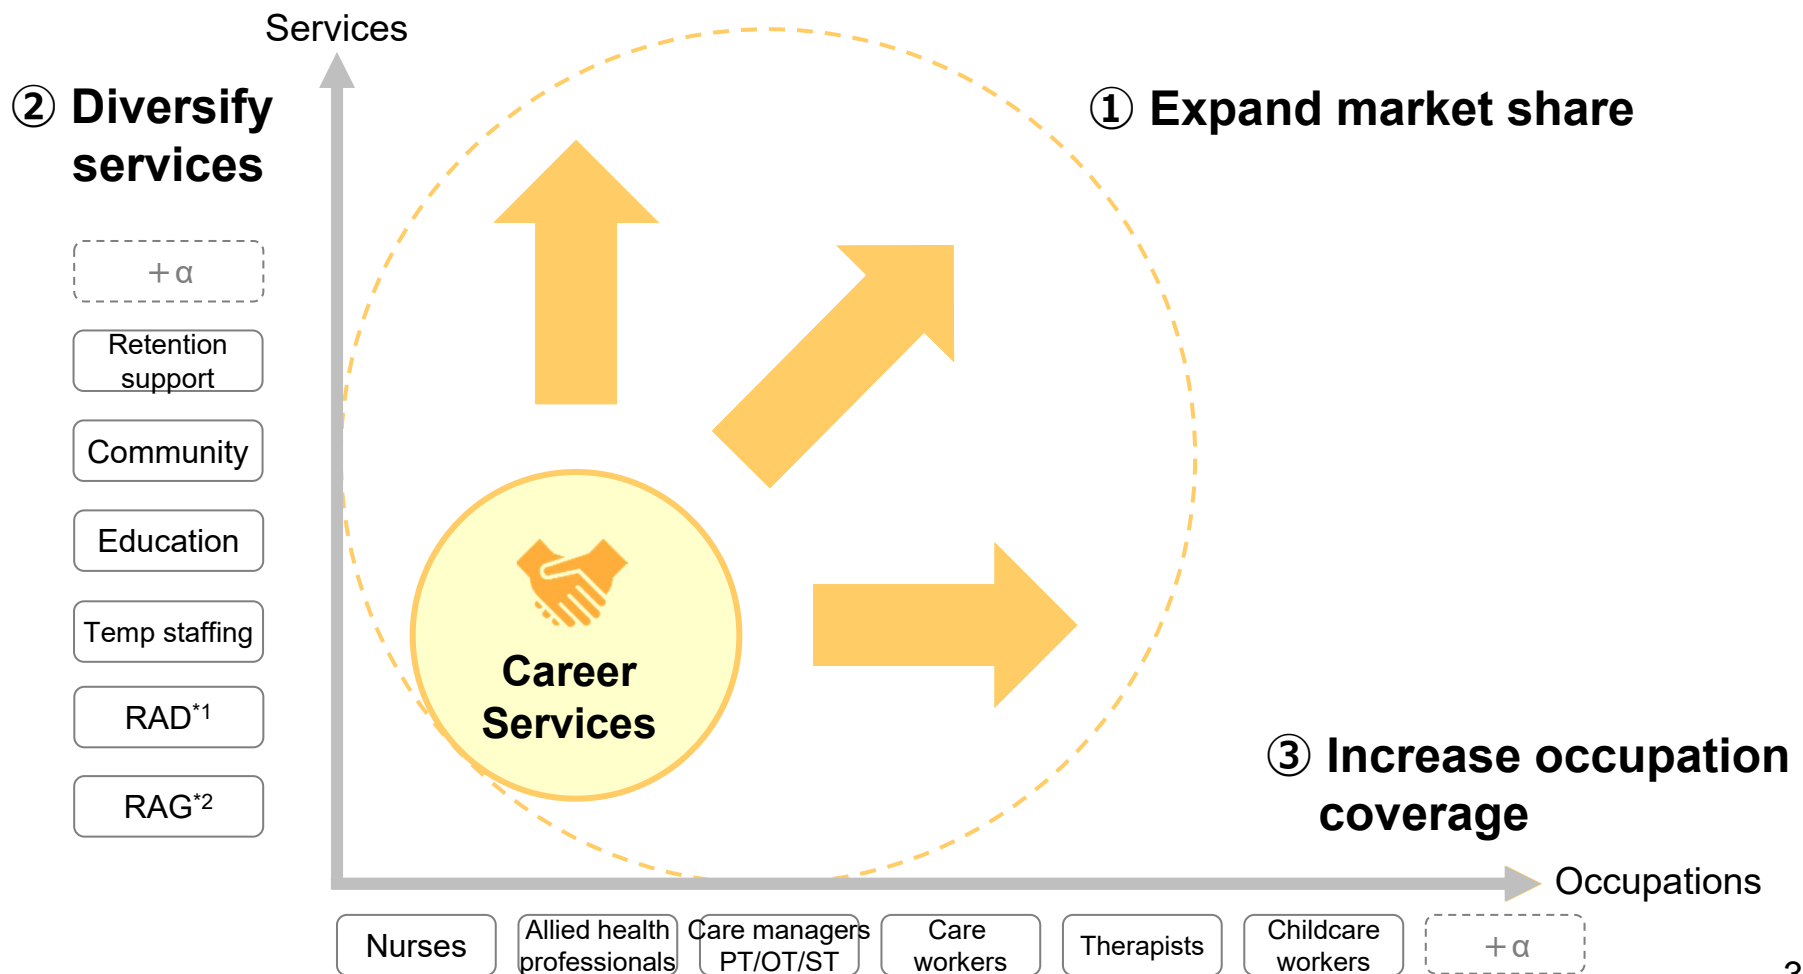 Services
② Diversify
services
① Expand market share
+α
Retention
support
Community
Education
Temp staffing
RAD*1
RAG*2
Career
Services
③ Increase occupation
coverage
Occupations
Nurses
Allied health
professionals
Care managers
PT/OT/ST
Care
workers
Therapists
Childcare
workers
+α